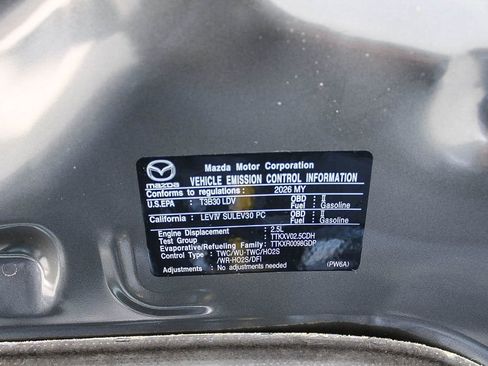 Mazda Motor Corporation
mazda
VEHICLE EMISSION CONTROL INFORMATION
Conforms to regulations: 2026 MY
U.S.EPA : T3B30 LDV OBD : II
Fuel : Gasoline
California : LEVIV SULEV30 PC OBD : II
Fuel : Gasoline
Engine Displacement : 2.5L
Test Group : TTKXV02.5CDH
Evaporative/Refueling Family: TTKXR0098GDP
Control Type : TWC/WU-TWC/HO2S
/WR-HO2S/DFI
Adjustments : No adjustments needed
(PW6A)